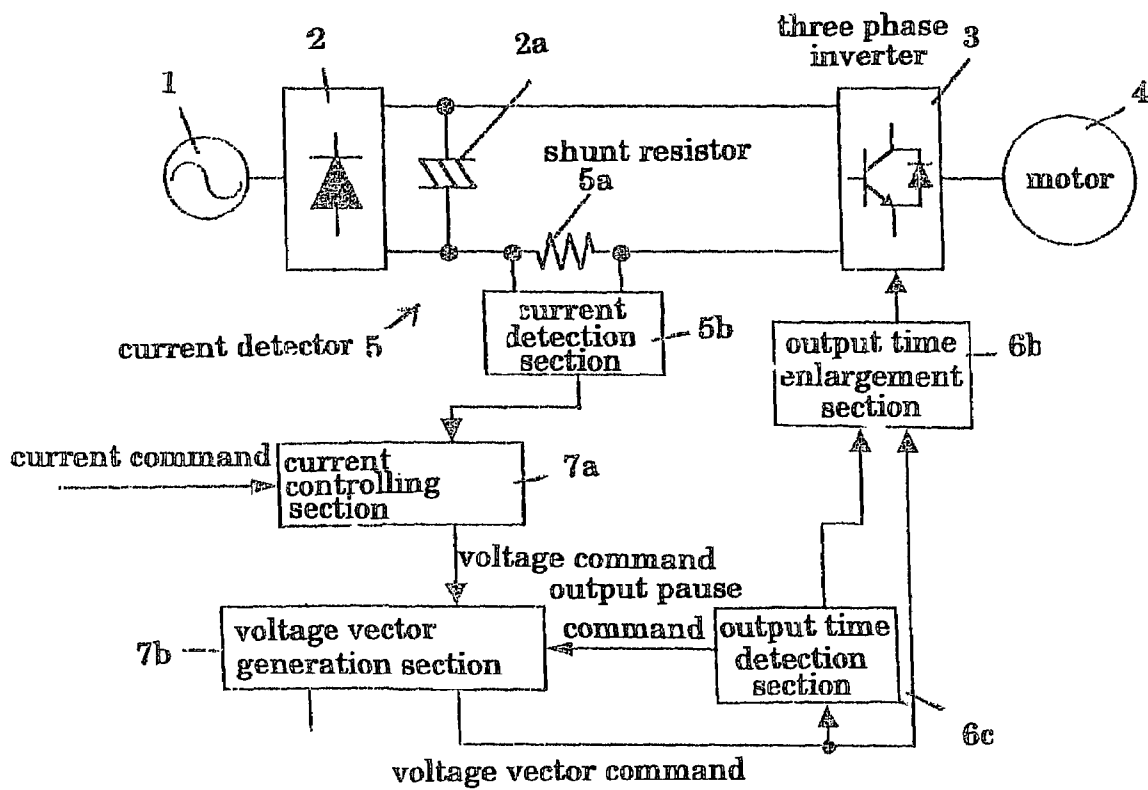 1
2
2a
three phase
inverter
3
4
shunt resistor
5a
motor
current detector 5
current
detection
section
5b
output time
enlargement
section
6b
current command
current
controlling
section
7a
voltage command
output pause
command
7b
voltage vector
generation section
output time
detection
section
6c
voltage vector command